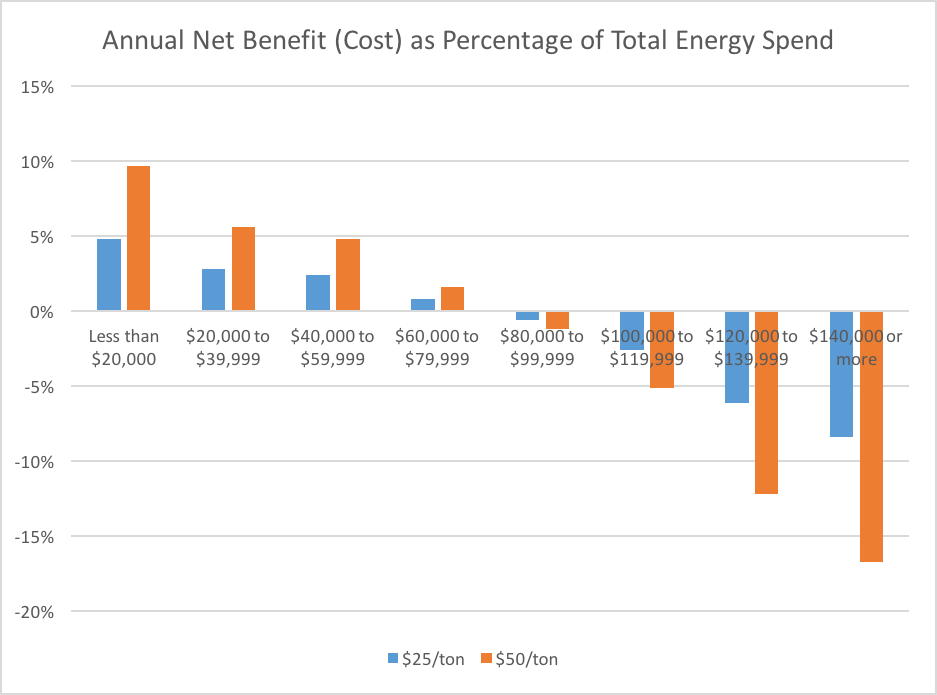 Annual Net Benefit (Cost) as Percentage of Total Energy Spend
15%
10%
5%
0%
-5%
-10%
-15%
-20%
Less than
$20,000
$20,000 to
$39,999
$40,000 to
$59,999
$60,000 to
$79,999
$80,000 to
$99,999
$100,000 to
$119,999
$120,000 to
$139,999
$140,000 or
more
$25/ton
$50/ton